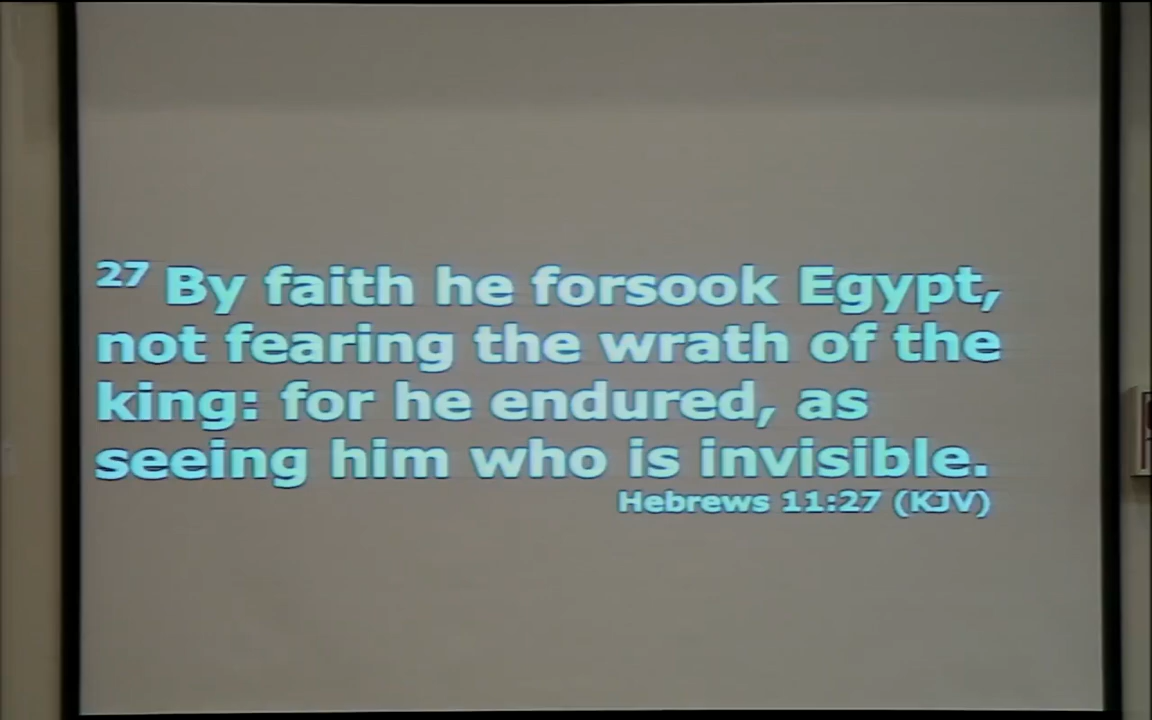 27 By faith he forsook Egypt,
not fearing the wrath of the
king: for he endured, as
seeing him who is invisible.
Hebrews 11:27 (KJV)